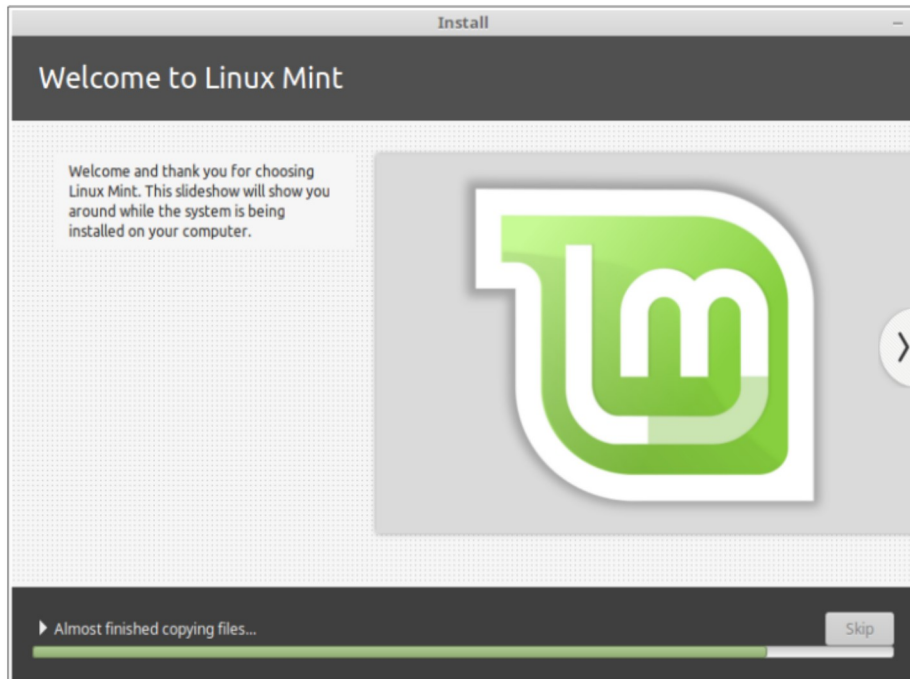 Install
Welcome to Linux Mint
Welcome and thank you for choosing
Linux Mint. This slideshow will show you
around while the system is being
installed on your computer.
lm
Almost finished copying files...
Skip